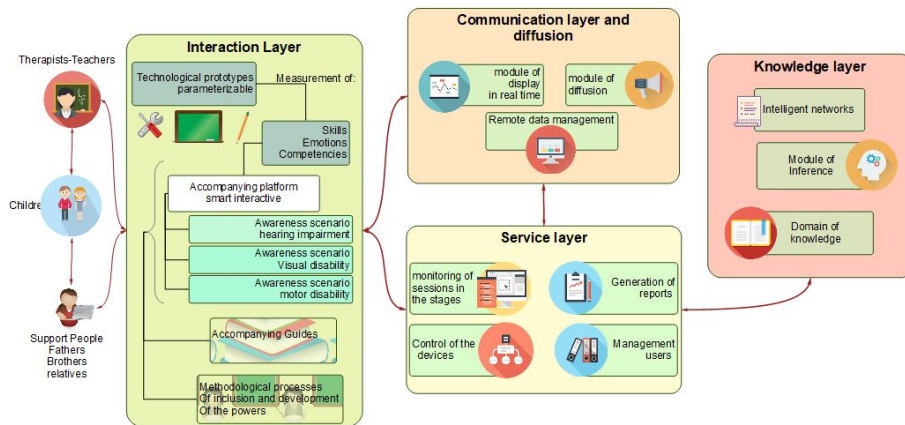 Therapists-Teachers
Children
Support People
Fathers
Brothers
relatives
Interaction Layer
Technological prototypes
parameterizable
Measurement of:
Skills
Emotions
Competencies
Accompanying platform
smart interactive
Awareness scenario
hearing impairment
Awareness scenario
Visual disability
Awareness scenario
motor disability
Accompanying Guides
Methodological processes
Of inclusion and development
Of the powers
Communication layer and
diffusion
module of
display
in real time
module of
diffusion
Remote data management
Service layer
monitoring of
sessions in
the stages
Generation of
reports
Control of the
devices
Management
users
Knowledge layer
Intelligent networks
Module of
Inference
Domain of
knowledge